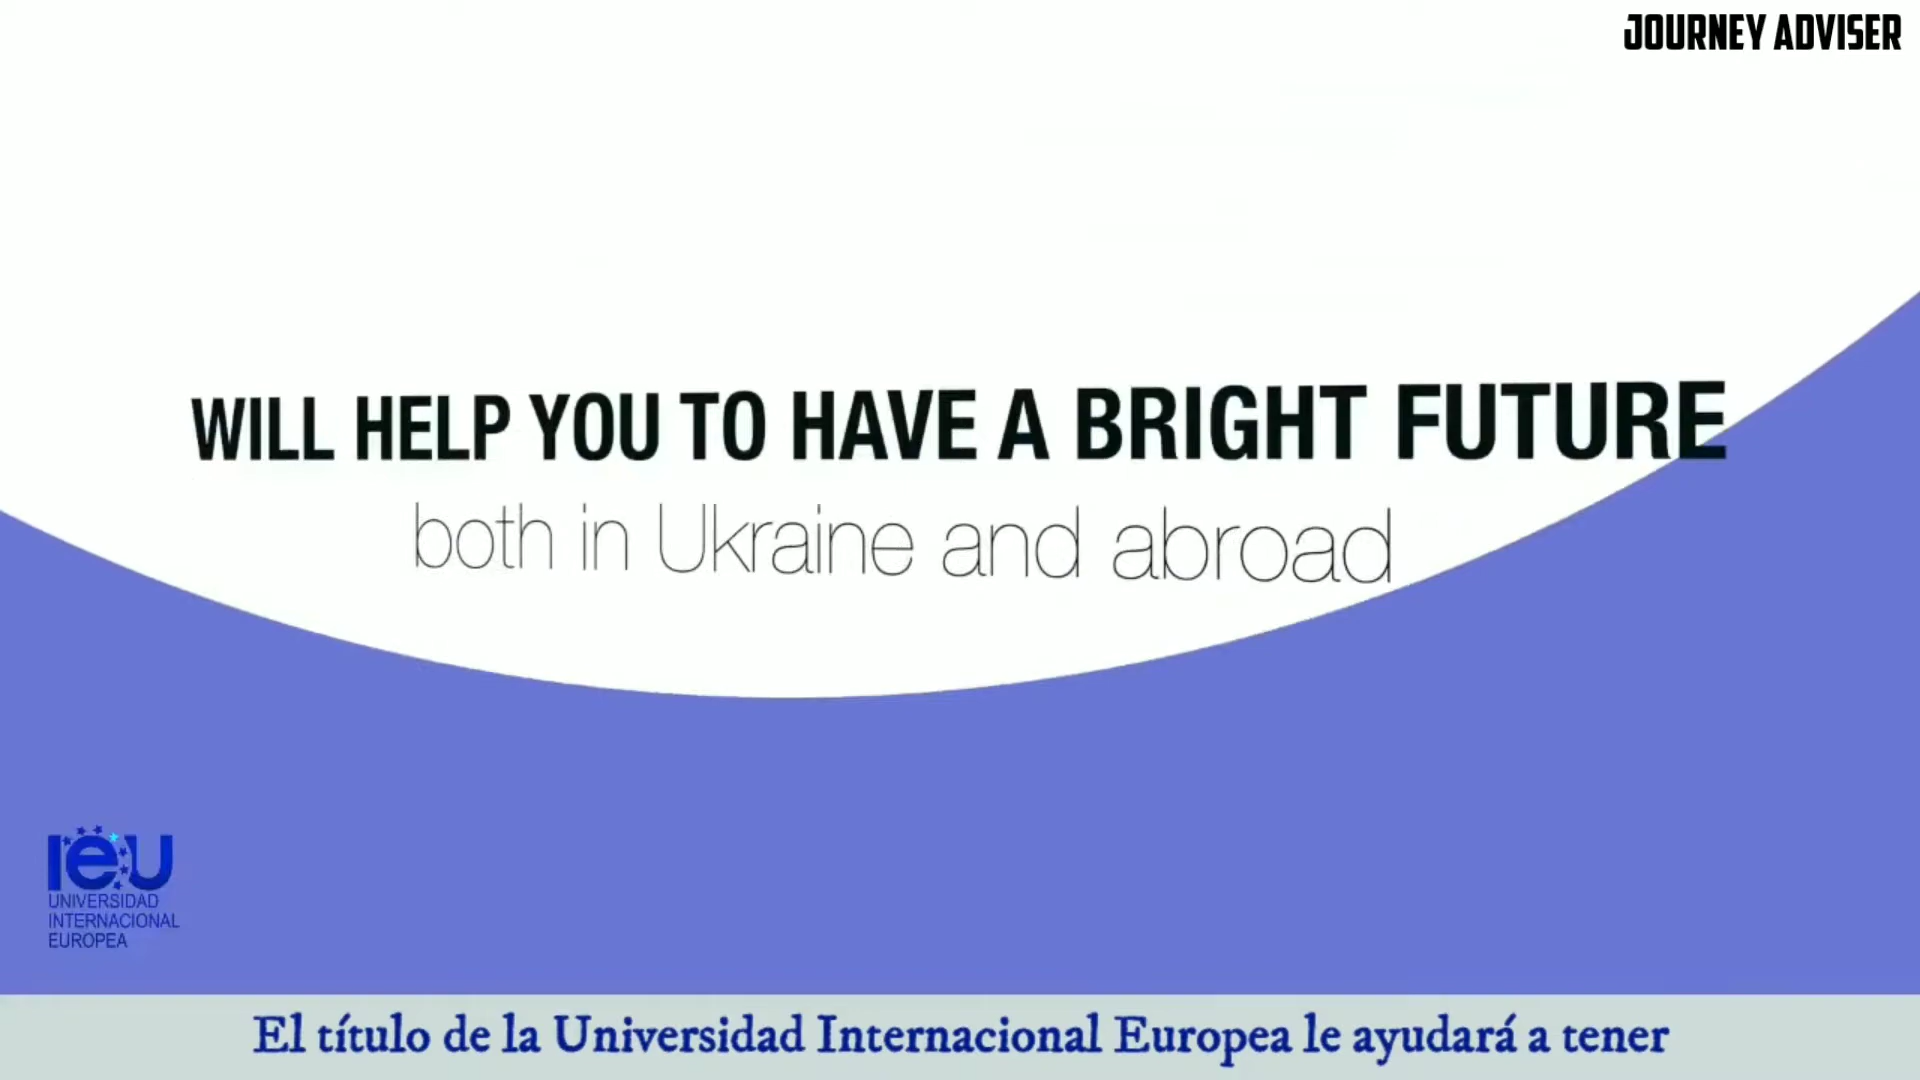 JOURNEY ADVISER
WILL HELP YOU TO HAVE A BRIGHT FUTURE
both in Ukraine and abroad
IEU
UNIVERSIDAD
INTERNACIONAL
EUROPEA
El título de la Universidad Internacional Europea le ayudará a tener